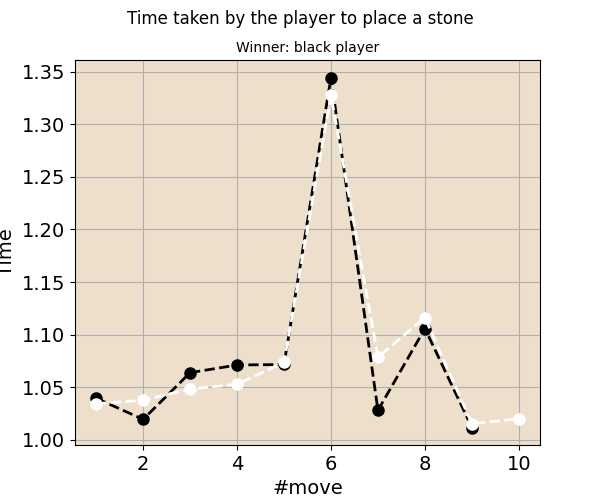 Time taken by the player to place a stone
Winner: black player
1.35
1.30
1.25
1.20
1.15
1.10
1.05
1.00
Time
2 4 6 8 10
#move